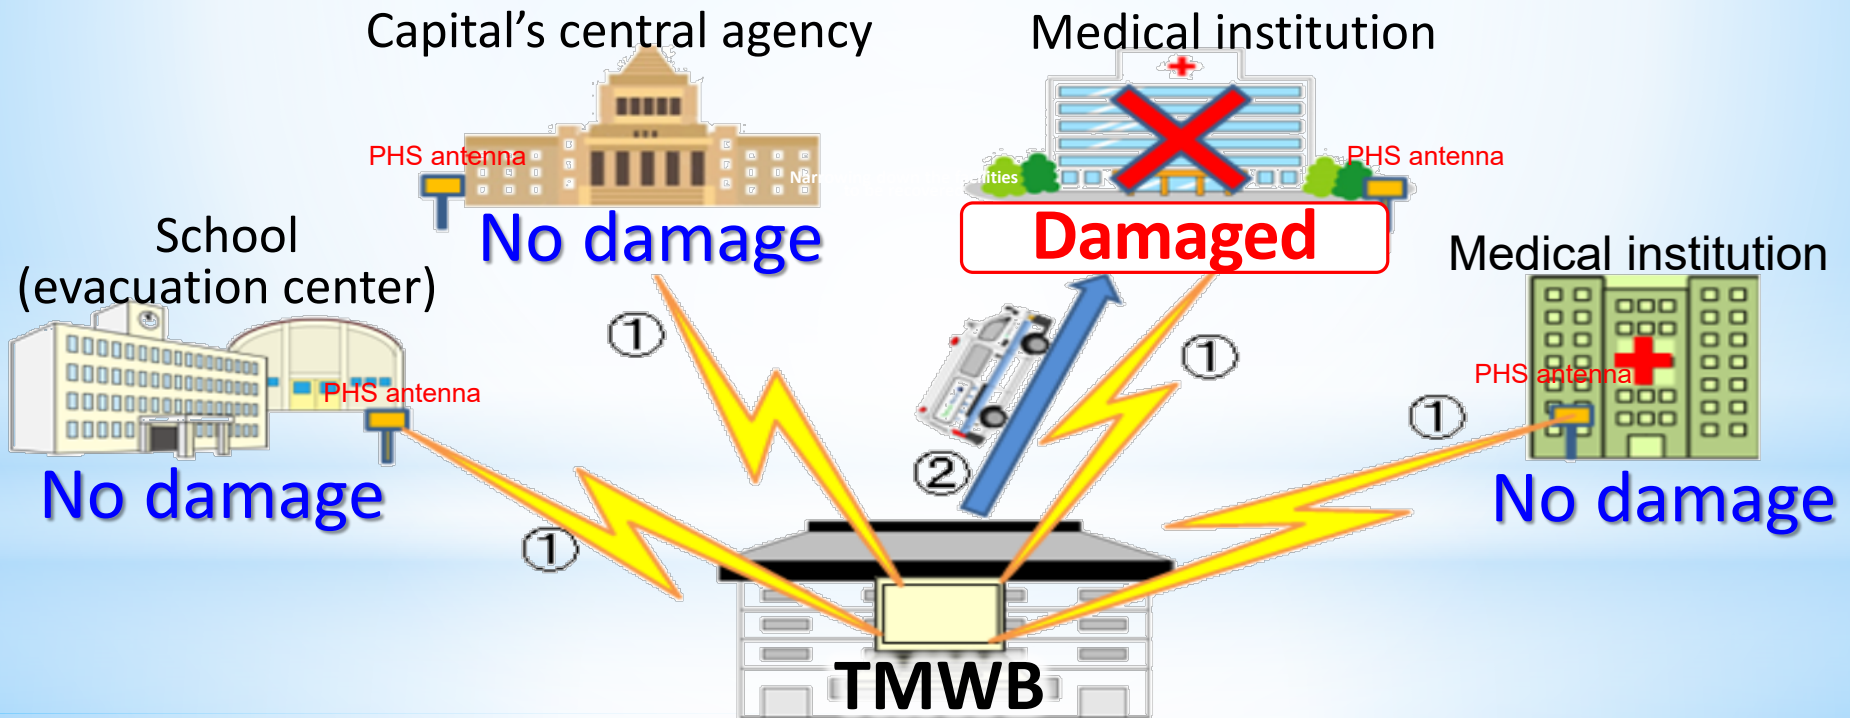 Capital's central agency
Medical institution
PHS antenna
PHS antenna
No damage
Damaged
School
(evacuation center)
Medical institution
①
①
PHS antenna
PHS antenna
①
②
No damage
No damage
①
TMWB